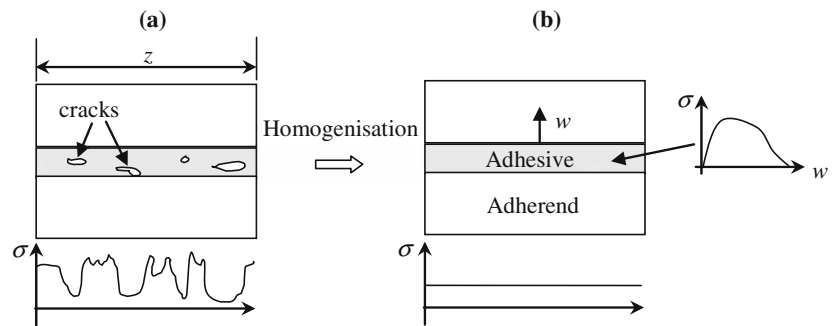 (a)
(b)
z
cracks
Homogenisation
w
Adhesive
Adherend
σ
w
σ
σ